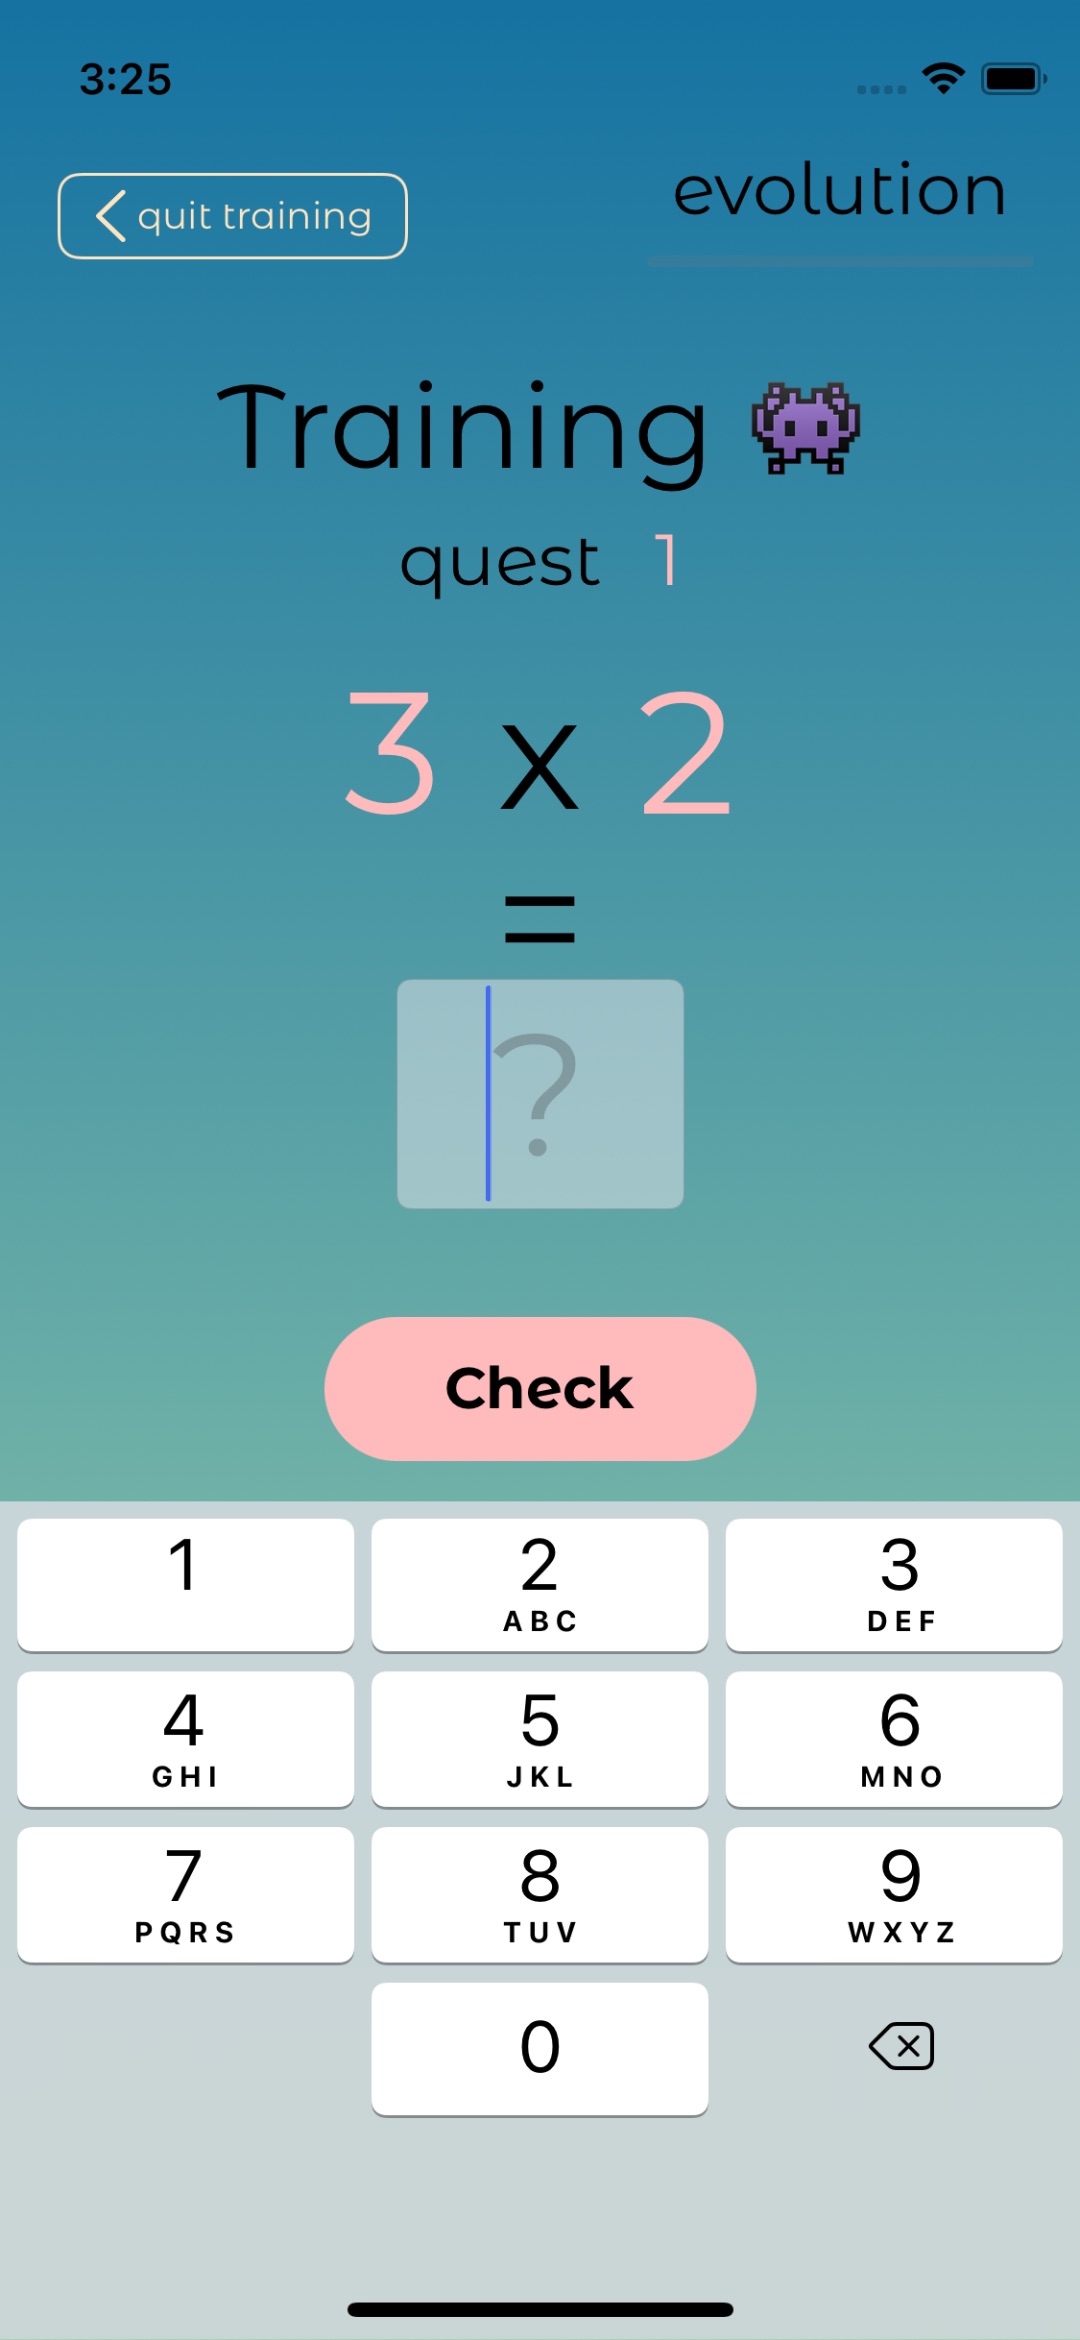 3:25
quit training
evolution
Training
quest 1
3 x 2
=
?
Check
1
2
ABC
3
DEF
4
GHI
5
JKL
6
MNO
7
PQRS
8
TUV
9
WXYZ
0